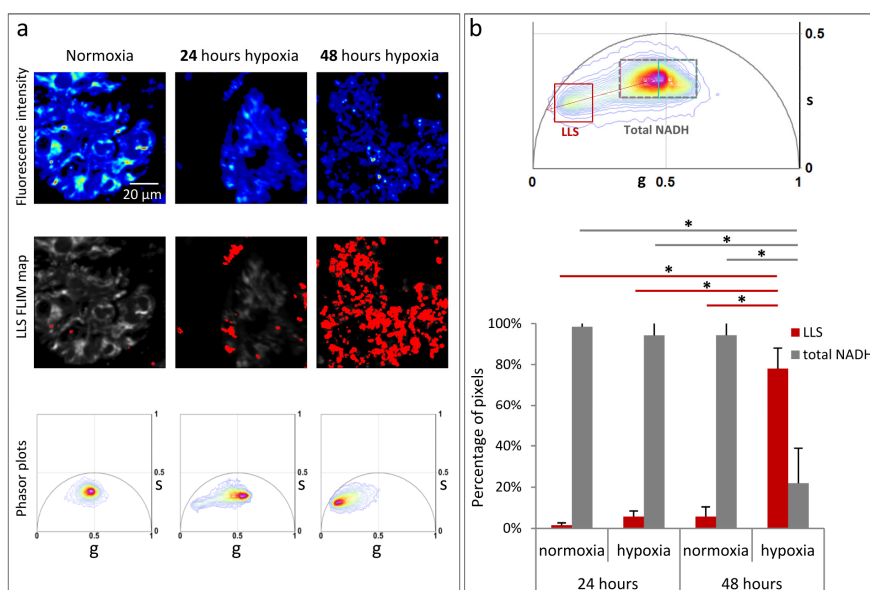 a
Normoxia
24 hours hypoxia
48 hours hypoxia
Fluorescence intensity
20 µm
LLS FLIM map
Phasor plots
1
0.5
S
0
0
0.5
1
g
1
0.5
S
0
0
0.5
1
g
1
0.5
S
0
0
0.5
1
g
b
0.5
S
LLS
Total NADH
0
0
g
0.5
1
*
*
*
*
*
*
Percentage of pixels
100%
80%
60%
40%
20%
0%
LLS
total NADH
normoxia
hypoxia
normoxia
hypoxia
24 hours
48 hours